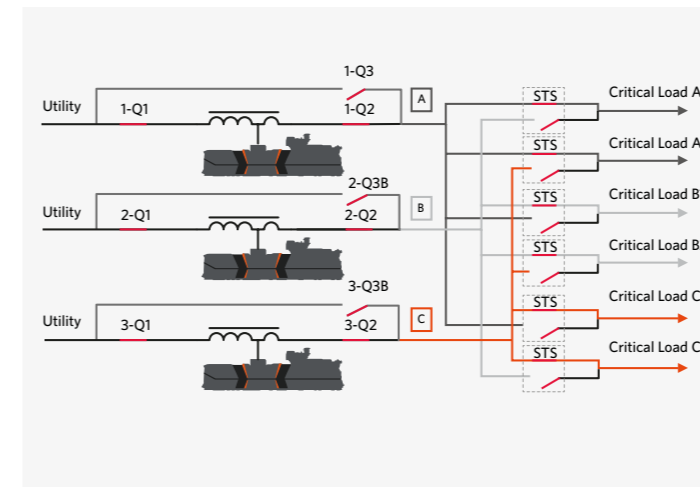 1-Q3
Utility
1-Q1
1-Q2
A
STS
Critical Load A
STS
Critical Load A
2-Q3B
Utility
2-Q1
2-Q2
B
STS
Critical Load B
STS
Critical Load B
3-Q3B
Utility
3-Q1
3-Q2
C
STS
Critical Load C
STS
Critical Load C